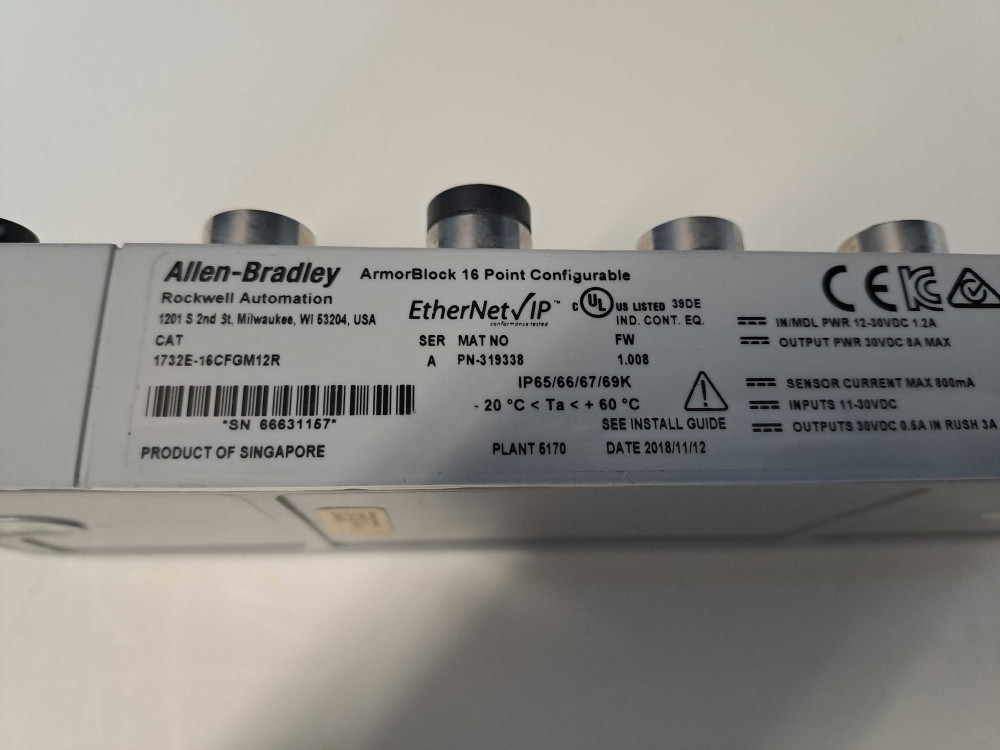 Allen-Bradley ArmorBlock 16 Point Configurable
Rockwell Automation
1201 S 2nd St, Milwaukee, WI 53204, USA
EtherNet/IP™
conformance tested
C UL US LISTED 39DE
IND. CONT. EQ.
CAT SER MAT NO FW
1732E-16CFGM12R A PN-319338 1.008
*SN 66631157*
IP65/66/67/69K
- 20 °C < Ta < + 60 °C
SEE INSTALL GUIDE
PRODUCT OF SINGAPORE PLANT 5170 DATE 2018/11/12
CE
IN/MDL PWR 12-30VDC 1.2A
OUTPUT PWR 30VDC 8A MAX
SENSOR CURRENT MAX 800mA
INPUTS 11-30VDC
OUTPUTS 30VDC 0.5A IN RUSH 3A